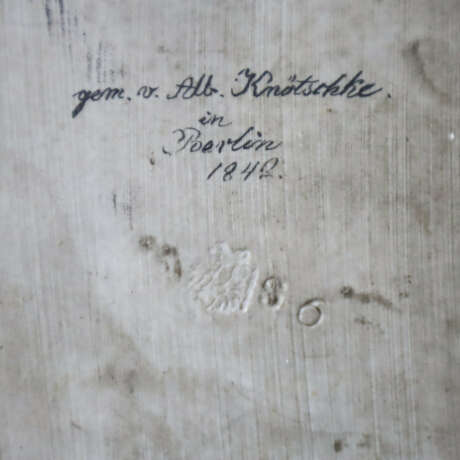 gem. v. Alb. Knötschke.
in
Berlin
1842.
86